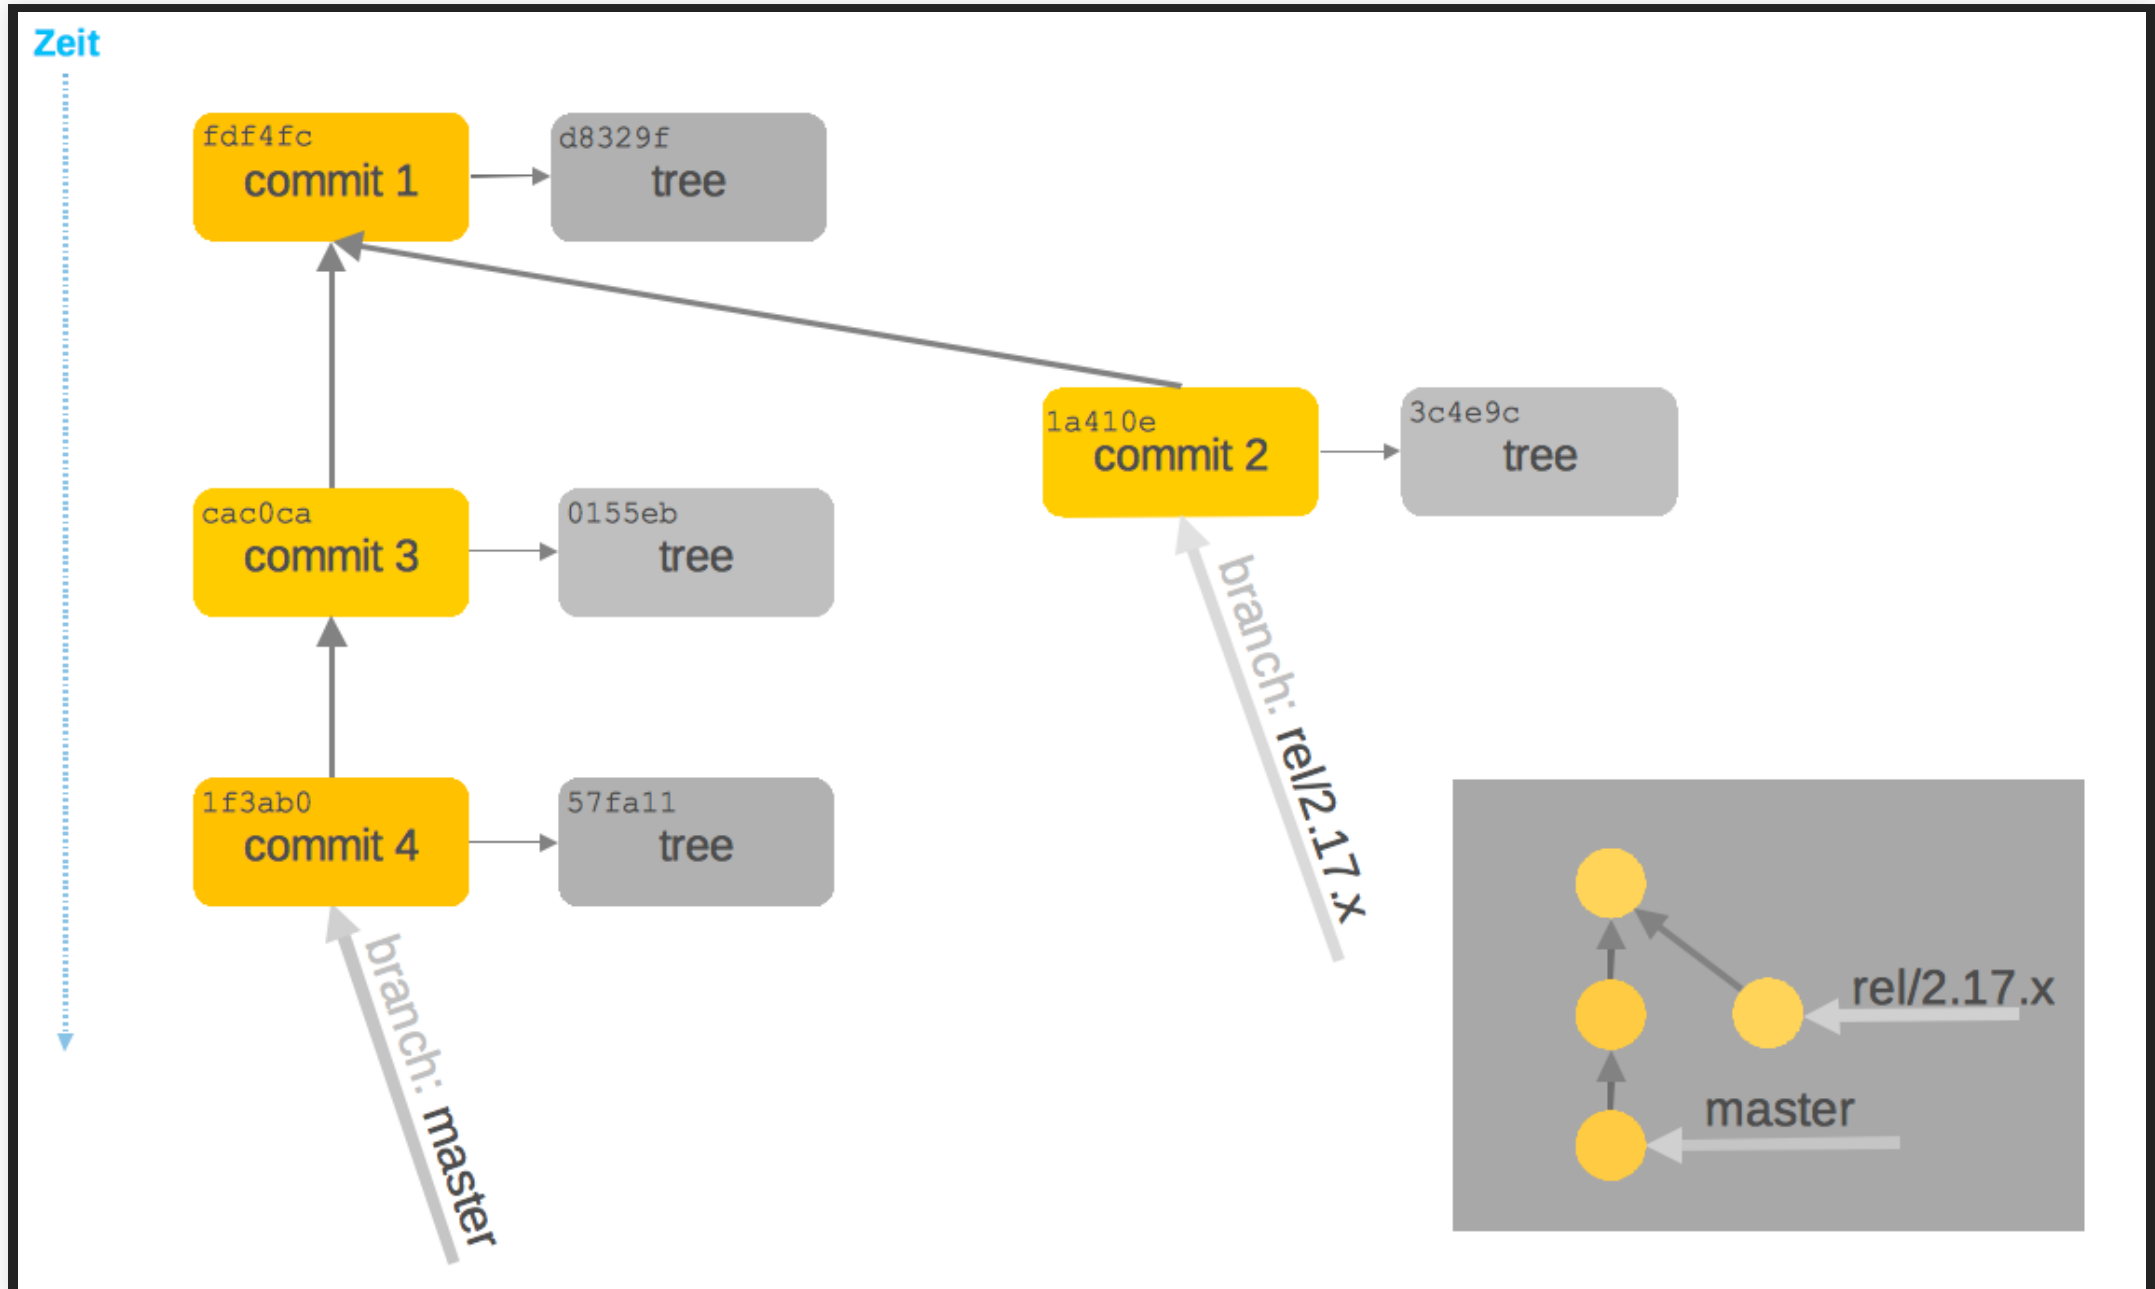 Zeit
fdf4fc
commit 1
d8329f
tree
1a410e
commit 2
3c4e9c
tree
cac0ca
commit 3
0155eb
tree
branch: rel/2.17.x
1f3ab0
commit 4
57fa11
tree
branch: master
rel/2.17.x
master